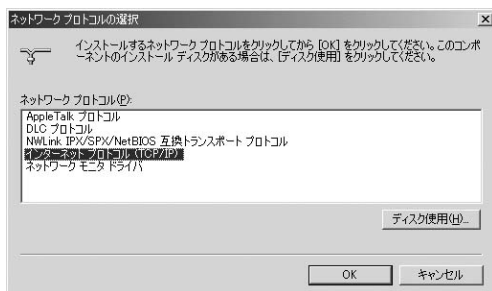 ネットワーク プロトコルの選択
インストールするネットワーク プロトコルをクリックしてから [OK] をクリックしてください。このコンポ
ーネントのインストール ディスクがある場合は、[ディスク使用] をクリックしてください。
ネットワーク プロトコル(P):
AppleTalk プロトコル
DLC プロトコル
NWLink IPX/SPX/NetBIOS 互換トランスポート プロトコル
インターネット プロトコル (TCP/IP)
ネットワーク モニタ ドライバ
ディスク使用(H)...
OK
キャンセル